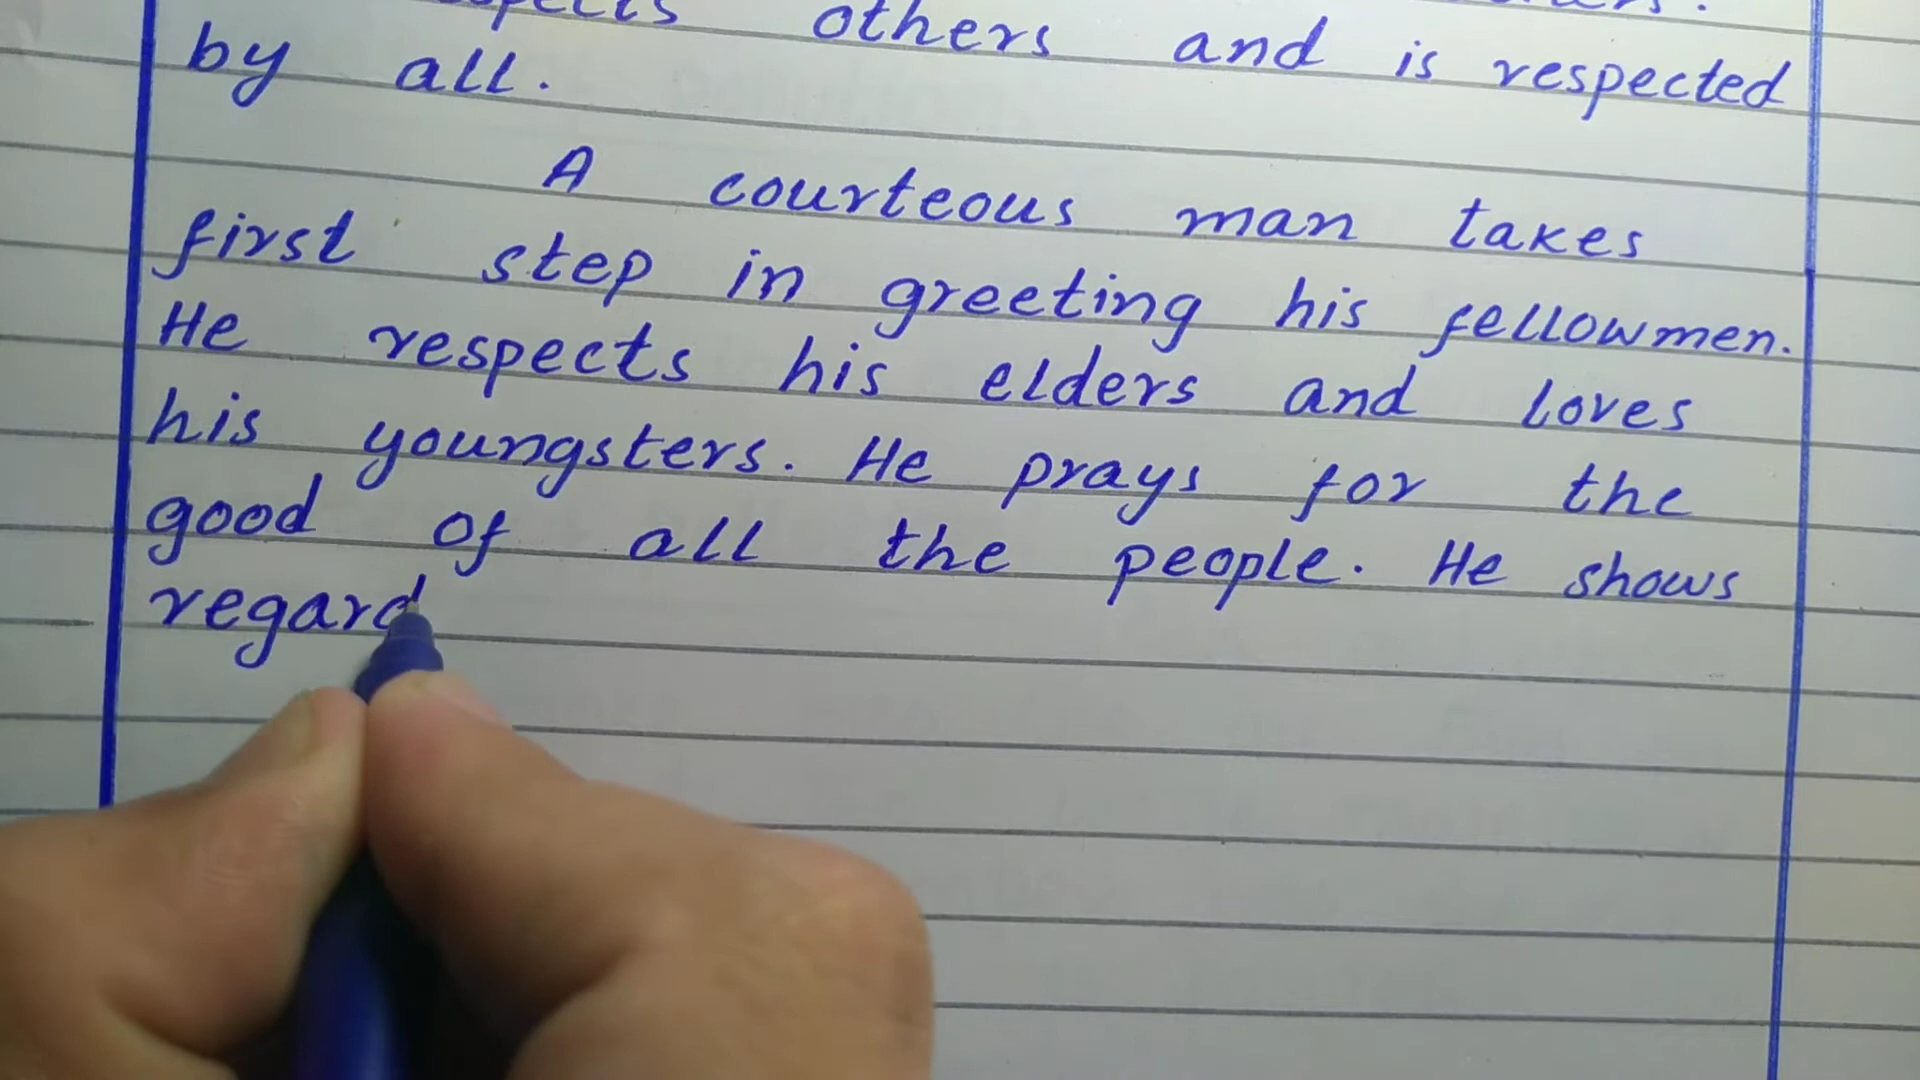 others and is respected
by all.
A courteous man takes
first step in greeting his fellowmen.
He respects his elders and loves
his youngsters. He prays for the
good of all the people. He shows
regard